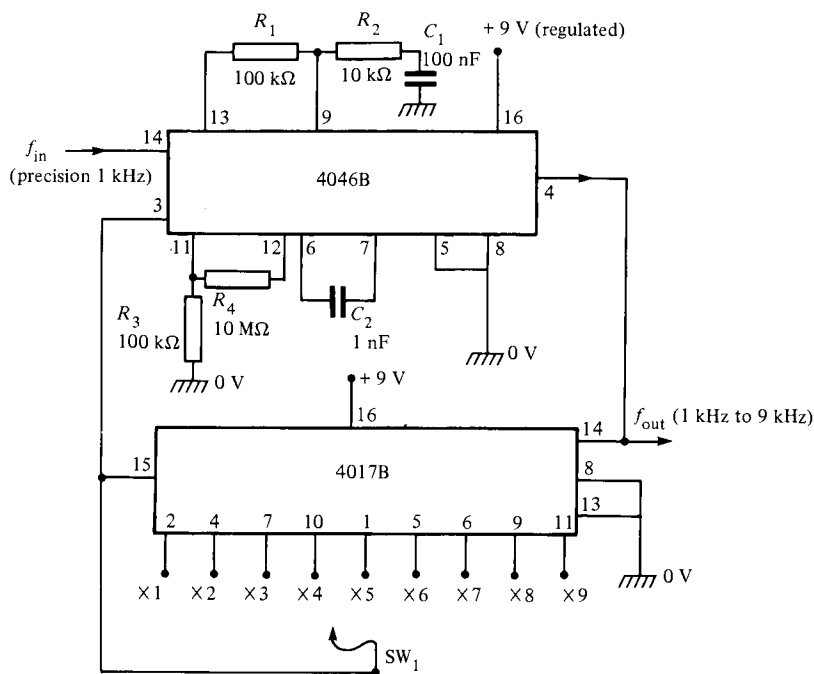 R1
R2
C1
+ 9 V (regulated)
100 kΩ
10 kΩ
100 nF
13
9
16
14
fin
(precision 1 kHz)
4046B
4
3
11
12
6
7
5
8
R3
100 kΩ
R4
10 MΩ
C2
1 nF
0 V
0 V
+ 9 V
16
14
fout (1 kHz to 9 kHz)
15
4017B
8
13
2
4
7
10
1
5
6
9
11
×1
×2
×3
×4
×5
×6
×7
×8
×9
0 V
SW1